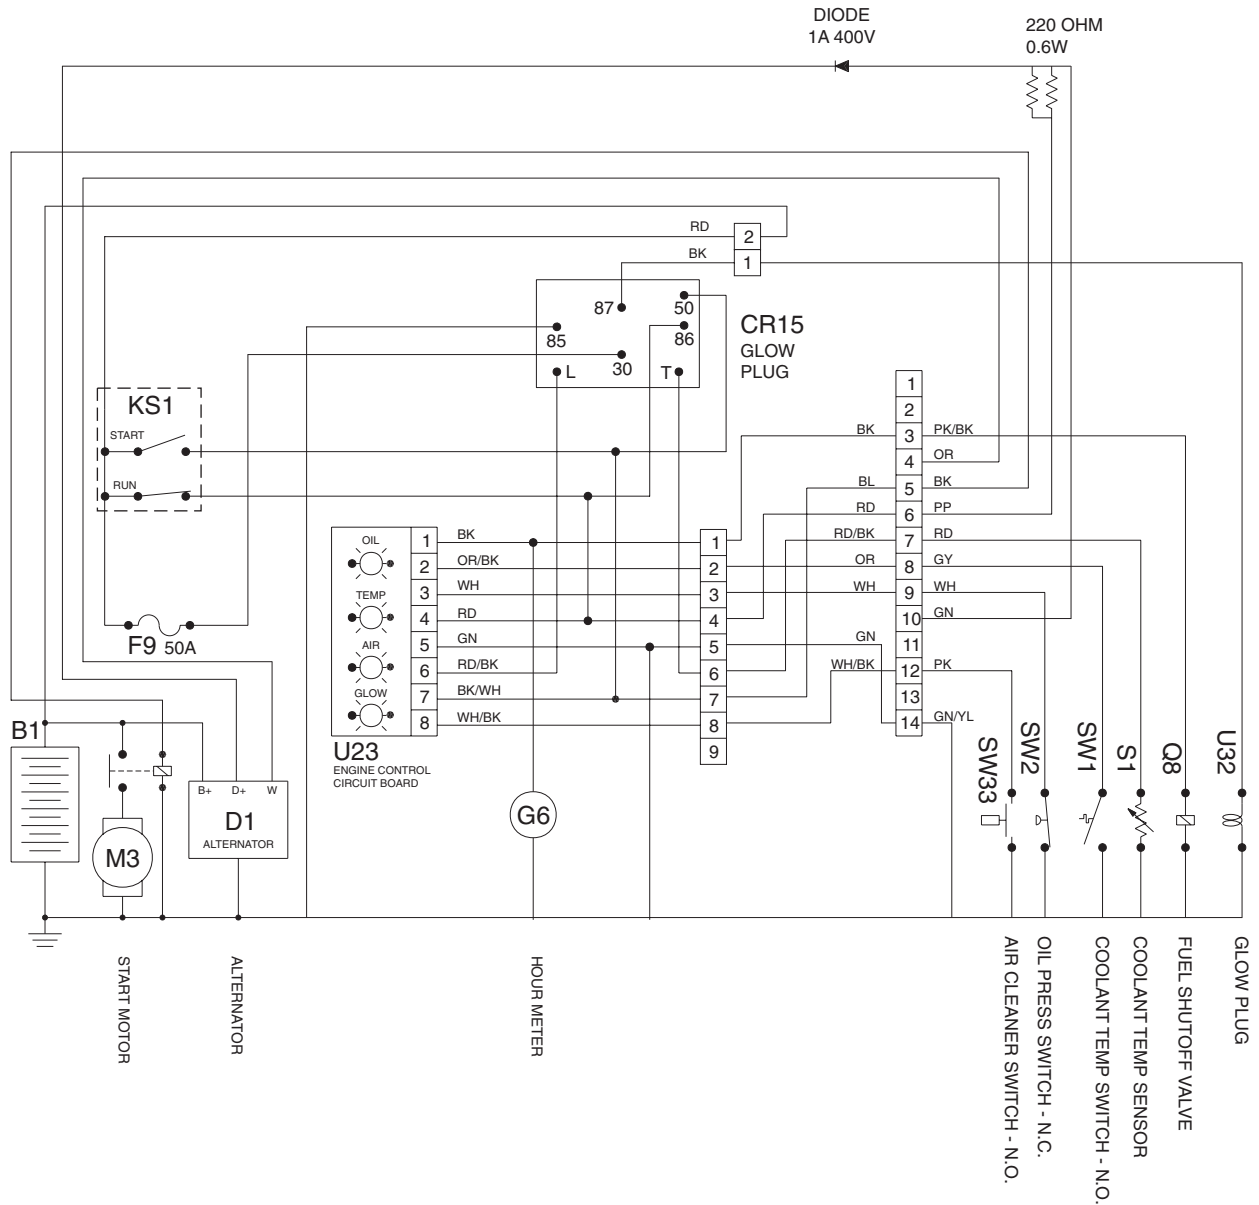 DIODE
1A 400V
220 OHM
0.6W
RD
2
BK
1
87
50
85
86
30
L
T
CR15
GLOW
PLUG
KS1
START
RUN
F9 50A
1
2
BK
3
PK/BK
4
OR
BL
5
BK
RD
6
PP
RD/BK
7
RD
OR
8
GY
WH
9
WH
10
GN
GN
11
WH/BK
12
PK
13
14
GN/YL
OIL
TEMP
AIR
GLOW
1
BK
2
OR/BK
3
WH
4
RD
5
GN
6
RD/BK
7
BK/WH
8
WH/BK
1
2
3
4
5
6
7
8
9
U23
ENGINE CONTROL
CIRCUIT BOARD
B1
M3
B+
D+
W
D1
ALTERNATOR
G6
SW33
SW2
SW1
S1
Q8
U32
START MOTOR
ALTERNATOR
HOUR METER
AIR CLEANER SWITCH - N.O.
OIL PRESS SWITCH - N.C.
COOLANT TEMP SWITCH - N.O.
COOLANT TEMP SENSOR
FUEL SHUTOFF VALVE
GLOW PLUG